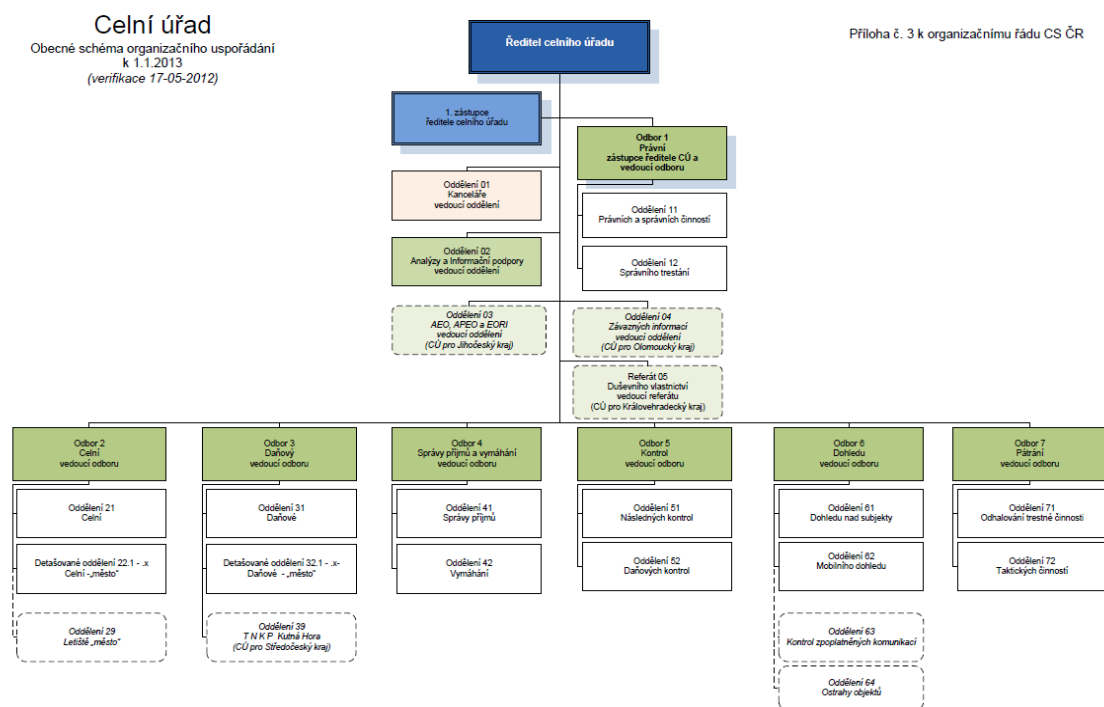 Celní úřad
Obecné schéma organizačního uspořádání
k 1.1.2013
(verifikace 17-05-2012)
Příloha č. 3 k organizačnímu řádu CS ČR
Ředitel celního úřadu
1. zástupce
ředitele celního úřadu
Odbor 1
Právní
zástupce ředitele CÚ a
vedoucí odboru
Oddělení 01
Kanceláře
vedoucí oddělení
Oddělení 11
Právních a správních činností
Oddělení 02
Analýzy a Informační podpory
vedoucí oddělení
Oddělení 12
Správního trestání
Oddělení 03
AEO, APEO a EORI
vedoucí oddělení
(CÚ pro Jihočeský kraj)
Oddělení 04
Závazných informací
vedoucí oddělení
(CÚ pro Olomoucký kraj)
Referát 05
Duševního vlastnictví
vedoucí referátu
(CÚ pro Královehradecký kraj)
Odbor 2
Celní
vedoucí odboru
Odbor 3
Daňový
vedoucí odboru
Odbor 4
Správy příjmů a vymáhání
vedoucí odboru
Odbor 5
Kontrol
vedoucí odboru
Odbor 6
Dohledu
vedoucí odboru
Odbor 7
Pátrání
vedoucí odboru
Oddělení 21
Celní
Oddělení 31
Daňové
Oddělení 41
Správy příjmů
Oddělení 51
Následných kontrol
Oddělení 61
Dohledu nad subjekty
Oddělení 71
Odhalování trestné činnosti
Detašované oddělení 22.1 - .x
Celní -„město“
Detašované oddělení 32.1 - .x-
Daňové - „město“
Oddělení 42
Vymáhání
Oddělení 52
Daňových kontrol
Oddělení 62
Mobilního dohledu
Oddělení 72
Taktických činností
Oddělení 29
Letiště „město“
Oddělení 39
T N K P Kutná Hora
(CÚ pro Středočeský kraj)
Oddělení 63
Kontrol zpoplatněných komunikací
Oddělení 64
Ostrahy objektů